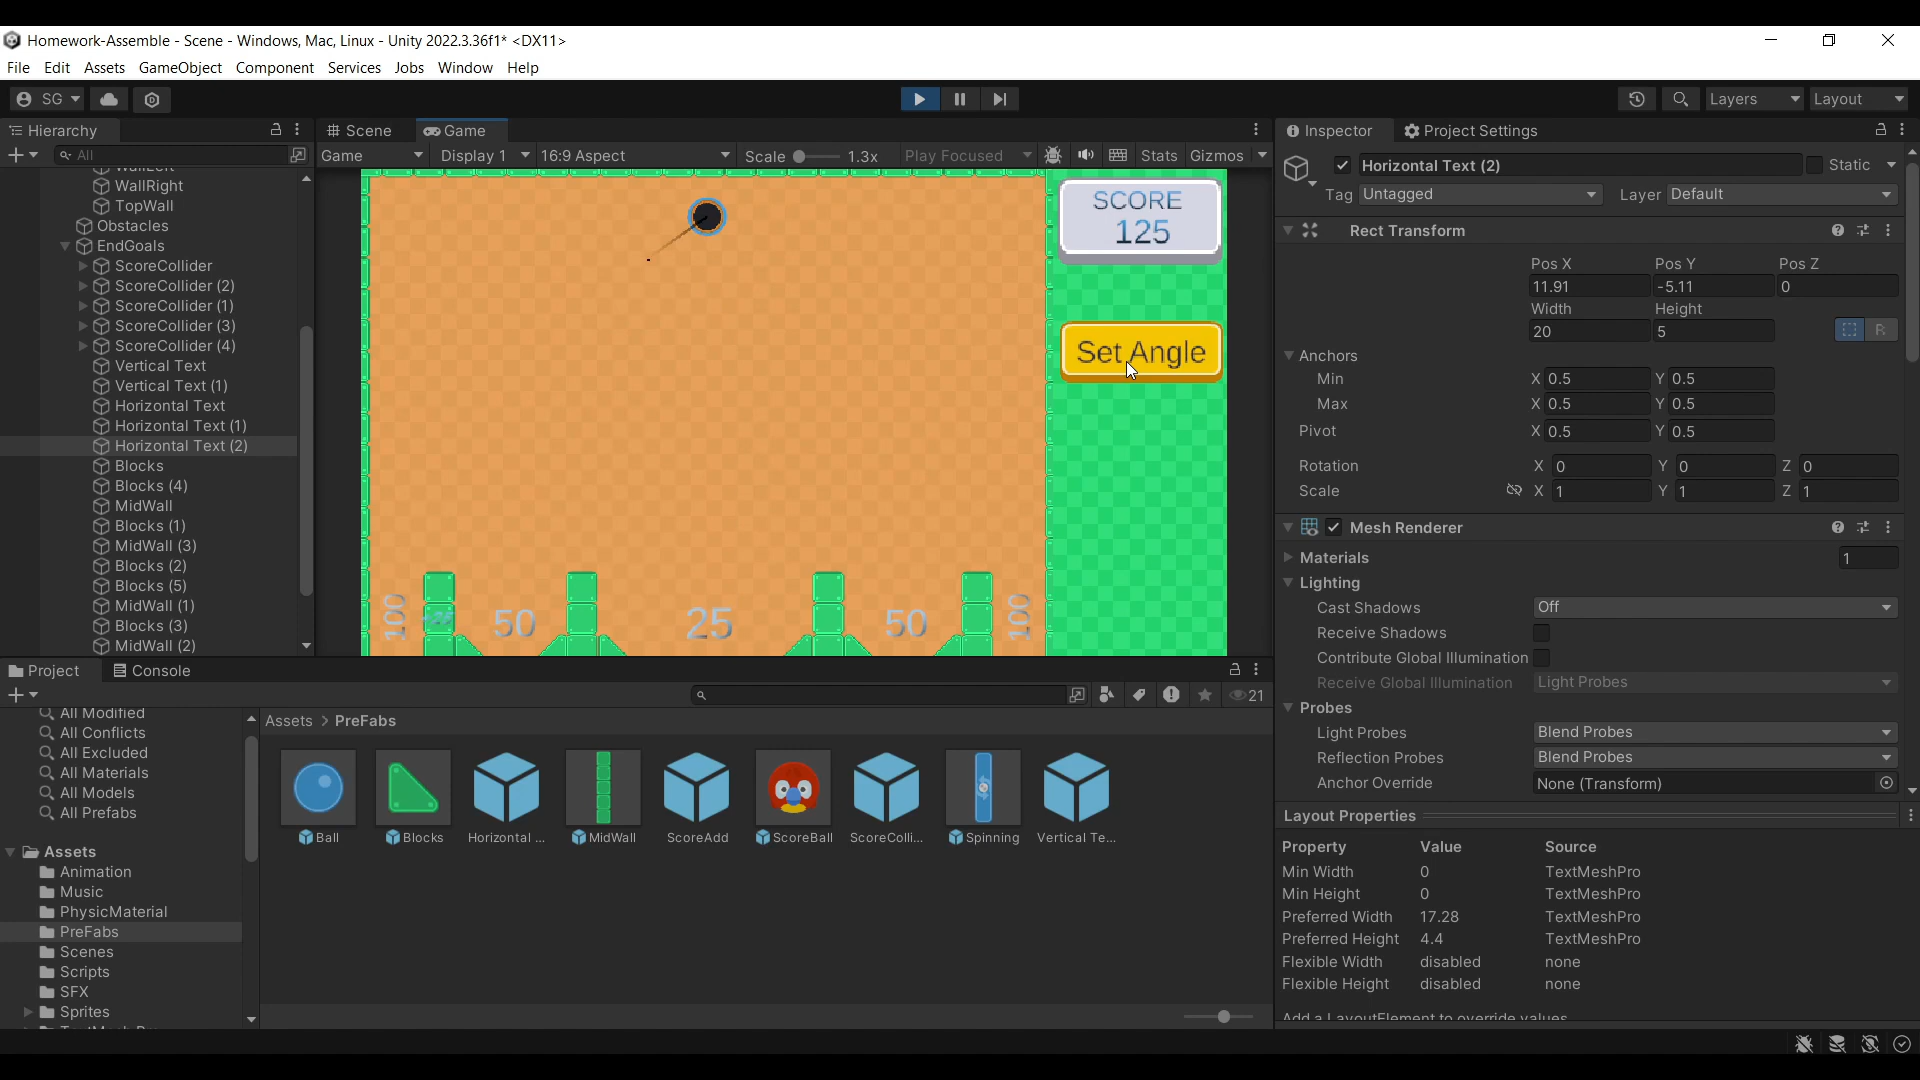 Homework-Assemble - Scene - Windows, Mac, Linux - Unity 2022.3.36f1* <DX11>
File Edit Assets GameObject Component Services Jobs Window Help
SG Layers Layout
Hierarchy
All
WallRight
TopWall
Obstacles
EndGoals
ScoreCollider
ScoreCollider (2)
ScoreCollider (1)
ScoreCollider (3)
ScoreCollider (4)
Vertical Text
Vertical Text (1)
Horizontal Text
Horizontal Text (1)
Horizontal Text (2)
Blocks
Blocks (4)
MidWall
Blocks (1)
MidWall (3)
Blocks (2)
Blocks (5)
MidWall (1)
Blocks (3)
MidWall (2)
Scene Game
Game Display 1 16:9 Aspect Scale 1.3x Play Focused Stats Gizmos
SCORE
125
Set Angle
100 50 25 50 100
Inspector Project Settings
Horizontal Text (2) Static
Tag Untagged Layer Default
Rect Transform
Pos X Pos Y Pos Z
11.91 -5.11 0
Width Height
20 5 R
Anchors
Min X 0.5 Y 0.5
Max X 0.5 Y 0.5
Pivot X 0.5 Y 0.5
Rotation X 0 Y 0 Z 0
Scale X 1 Y 1 Z 1
Mesh Renderer
Materials 1
Lighting
Cast Shadows Off
Receive Shadows
Contribute Global Illumination
Receive Global Illumination Light Probes
Probes
Light Probes Blend Probes
Reflection Probes Blend Probes
Anchor Override None (Transform)
Layout Properties
Property Value Source
Min Width 0 TextMeshPro
Min Height 0 TextMeshPro
Preferred Width 17.28 TextMeshPro
Preferred Height 4.4 TextMeshPro
Flexible Width disabled none
Flexible Height disabled none
Add a LayoutElement to override values
Project Console
21
All Modified
All Conflicts
All Excluded
All Materials
All Models
All Prefabs
Assets
Animation
Music
PhysicMaterial
PreFabs
Scenes
Scripts
SFX
Sprites
Assets > PreFabs
Ball Blocks Horizontal ... MidWall ScoreAdd ScoreBall ScoreColli... Spinning Vertical Te...